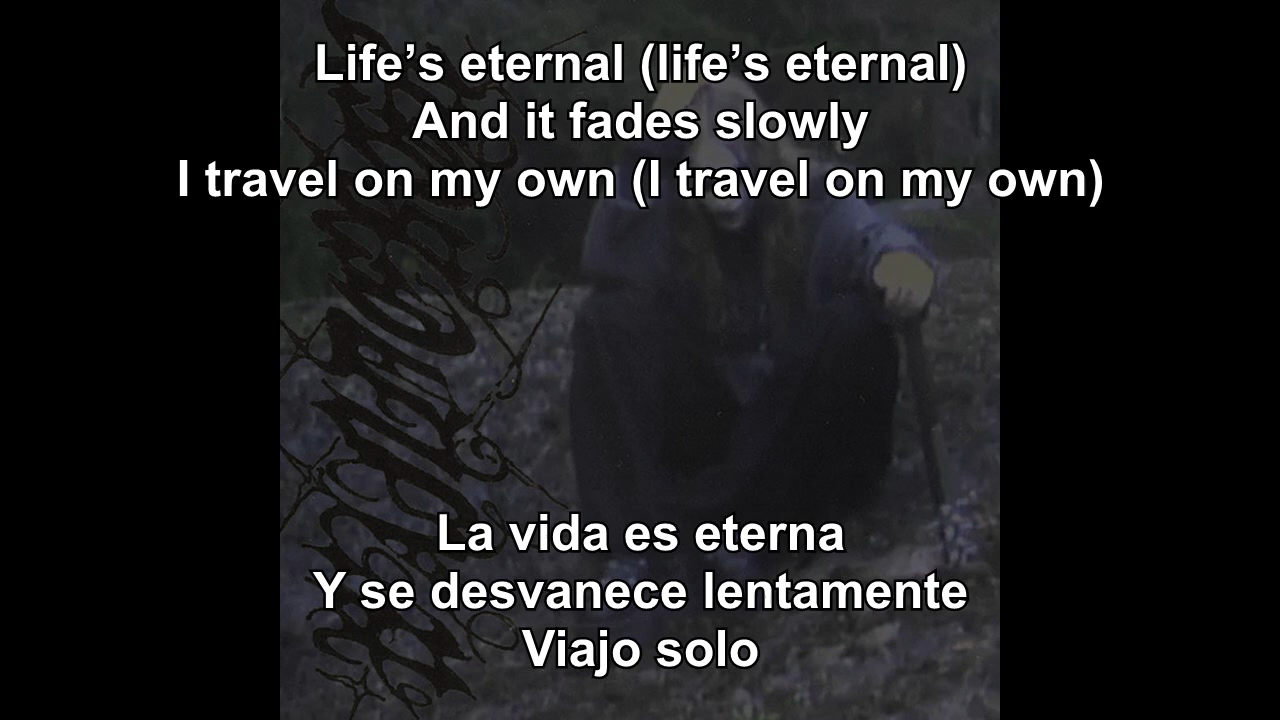 Life’s eternal (life’s eternal)
And it fades slowly
I travel on my own (I travel on my own)
La vida es eterna
Y se desvanece lentamente
Viajo solo